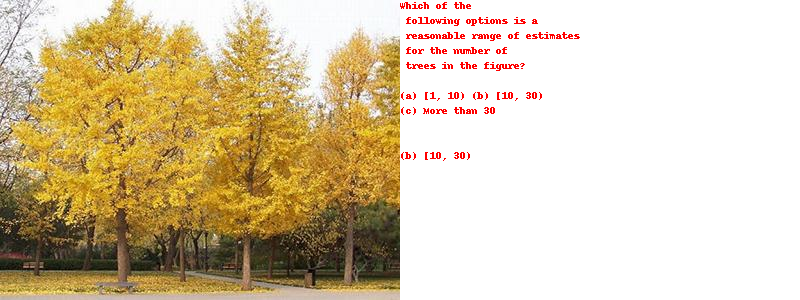 Which of the
following options is a
reasonable range of estimates
for the number of
trees in the figure?
(a) [1, 10) (b) [10, 30)
(c) More than 30
(b) [10, 30)